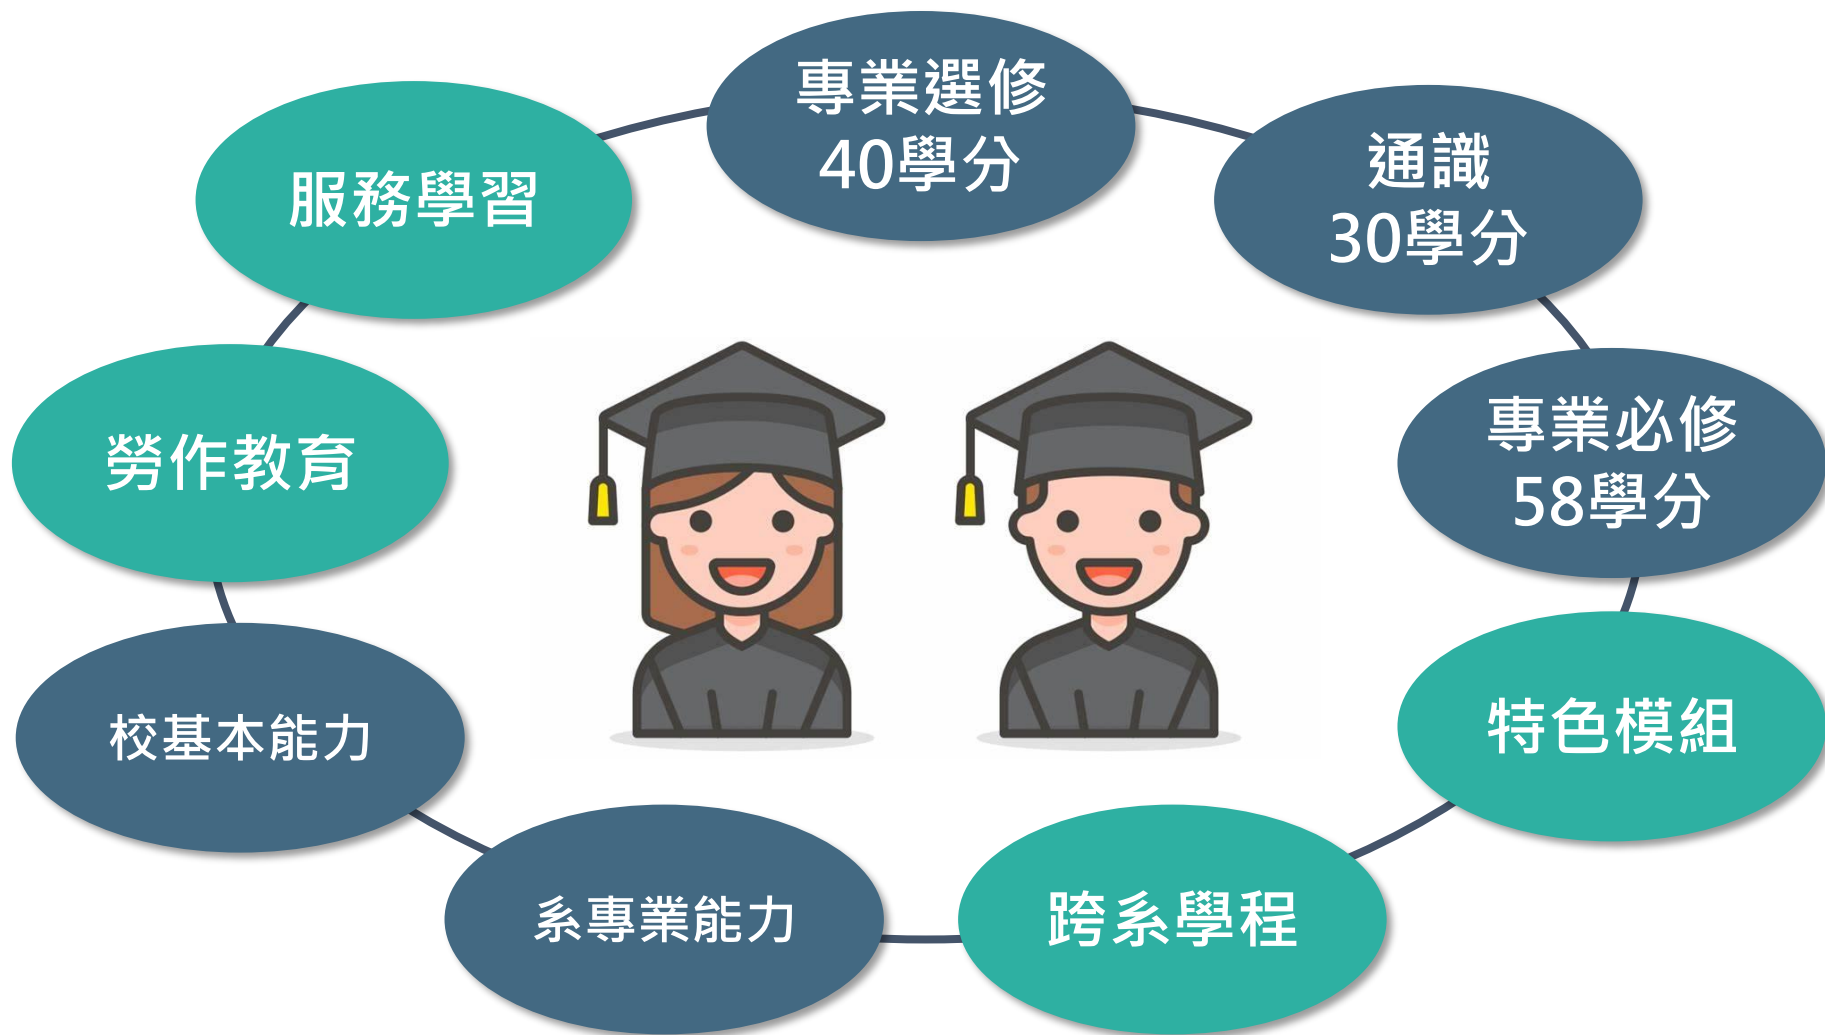 專業選修
40學分
通識
30學分
專業必修
58學分
特色模組
跨系學程
系專業能力
校基本能力
勞作教育
服務學習